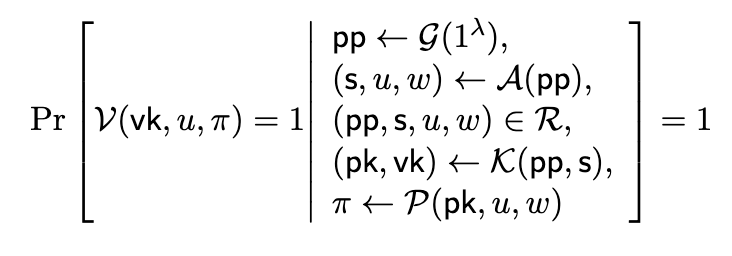 pp ← 𝒢(1^λ),
(s, u, w) ← 𝒜(pp),
Pr [ 𝒱(vk, u, π) = 1 | (pp, s, u, w) ∈ ℛ, ] = 1
(pk, vk) ← 𝒦(pp, s),
π ← 𝒫(pk, u, w)